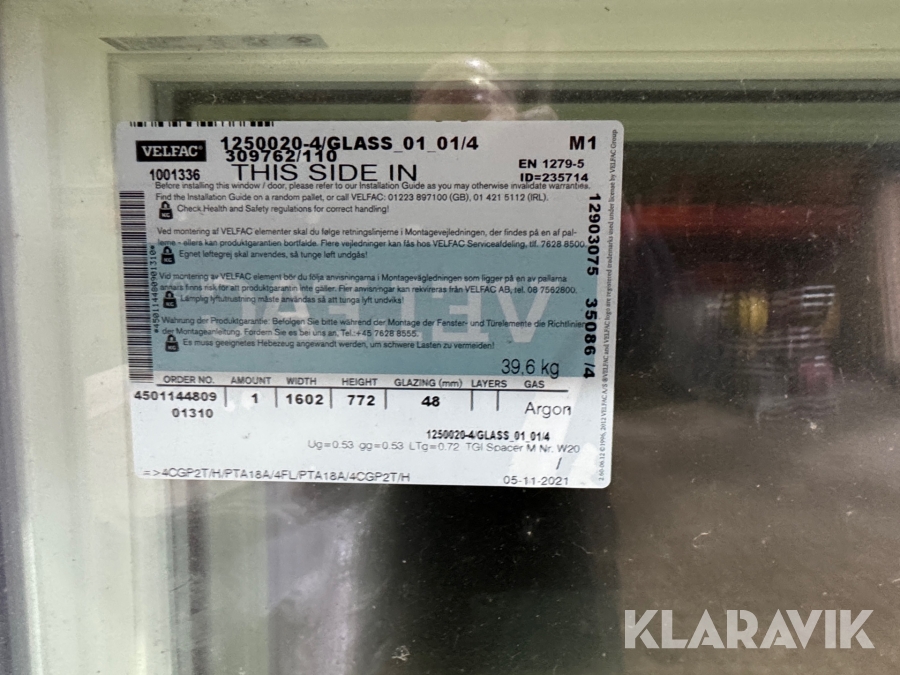 VELFAC 1250020-4/GLASS_01_01/4 M1
309762/110
1001336 THIS SIDE IN
EN 1279-5
ID=235714
Before installing this window / door, please refer to our Installation Guide as you may otherwise invalidate warranties.
Find the Installation Guide on a random pallet, or call VELFAC: 01223 897100 (GB), 01 421 5112 (IRL).
Check Health and Safety regulations for correct handling!
Ved montering af VELFAC elementer skal du følge retningslinjerne i Montagevejledningen, der findes på en af pal-
lerne - ellers kan produktgarantien bortfalde. Flere vejledninger kan fås hos VELFAC Serviceafdeling, tlf. 7628 8500.
Egnet løftegrej skal anvendes, så tunge løft undgås!
Vid montering av VELFAC element bör du följa anvisningarna i Montagevägledningen som ligger på en av pallarna
annars finns risk för att produktgarantin inte gäller. Fler anvisningar kan rekvireras från VELFAC AB, tel. 08 7562800.
Lämplig lyftutrustning måste användas så att tunga lyft undviks!
Wahrung der Produktgarantie: Befolgen Sie bitte während der Montage der Fenster- und Türelemente die Richtlinien
der Montageanleitung. Fordern Sie es bei uns an. Tel.:+45 7628 8555.
Es muss geeignetes Hebezeug angewandt werden, um schwere Lasten zu vermeiden!
39,6 kg
12903075 35086 /4
*450114480901310*
ORDER NO. AMOUNT WIDTH HEIGHT GLAZING (mm) LAYERS GAS
4501144809 1 1602 772 48 Argon
01310
1250020-4/GLASS_01_01/4
Ug=0.53 gg=0.53 LTg=0.72 TGI Spacer M Nr. W20
/
=>4CGP2T/H/PTA18A/4FL/PTA18A/4CGP2T/H
05-11-2021
VELFAC
KLARAVIK